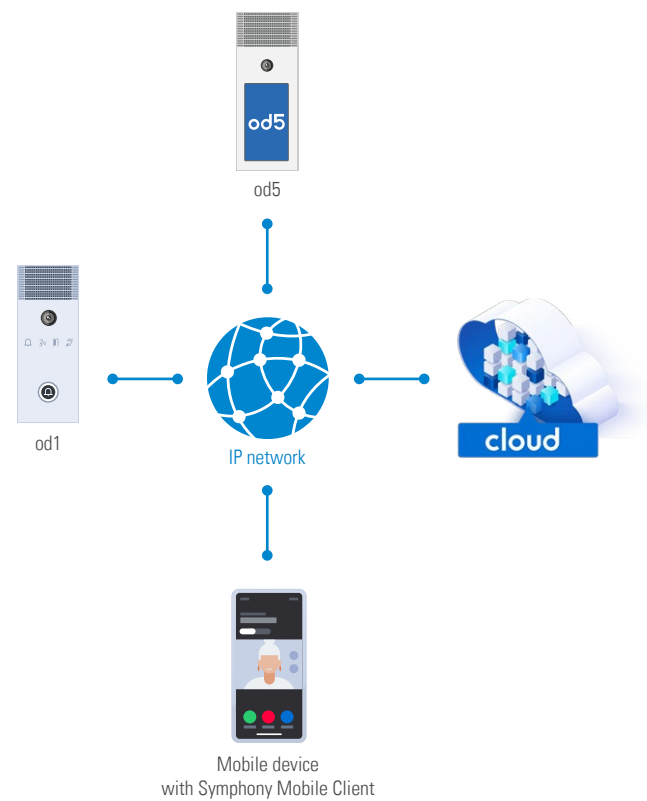 od5
od5
od1
IP network
cloud
Mobile device
with Symphony Mobile Client